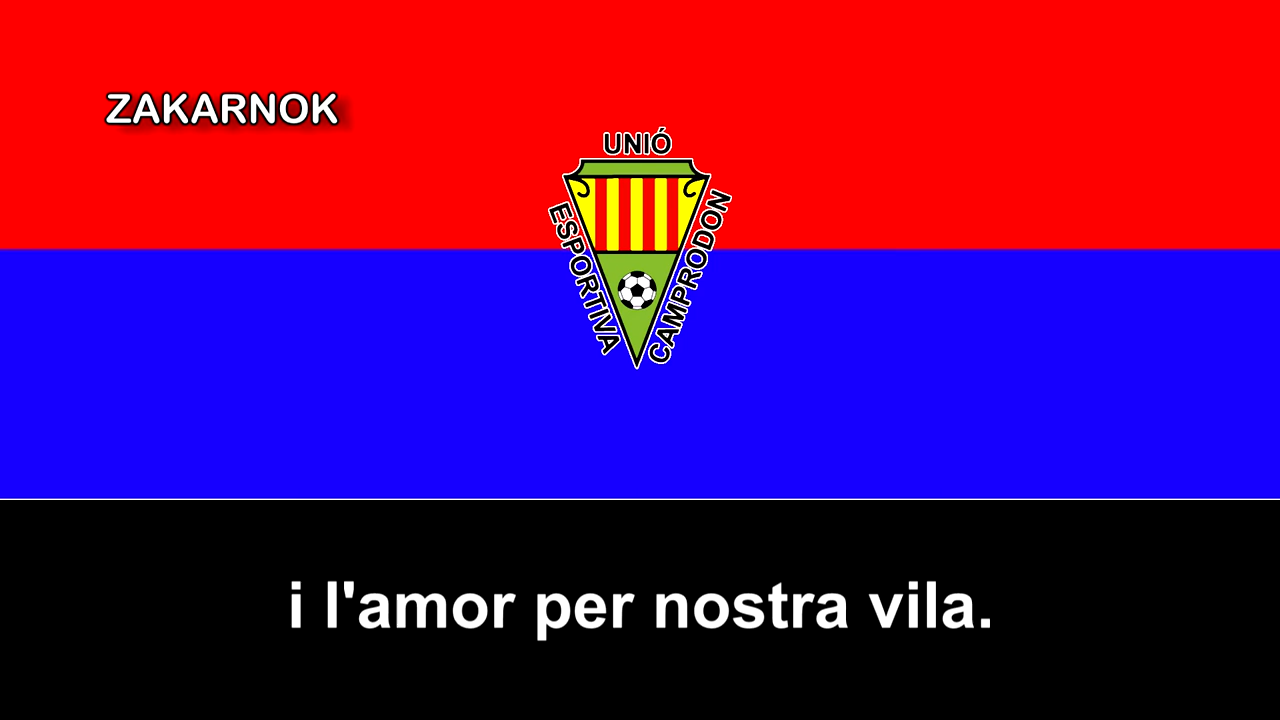 ZAKARNOK
UNIÓ
ESPORTIVA
CAMPRODON
i l'amor per nostra vila.